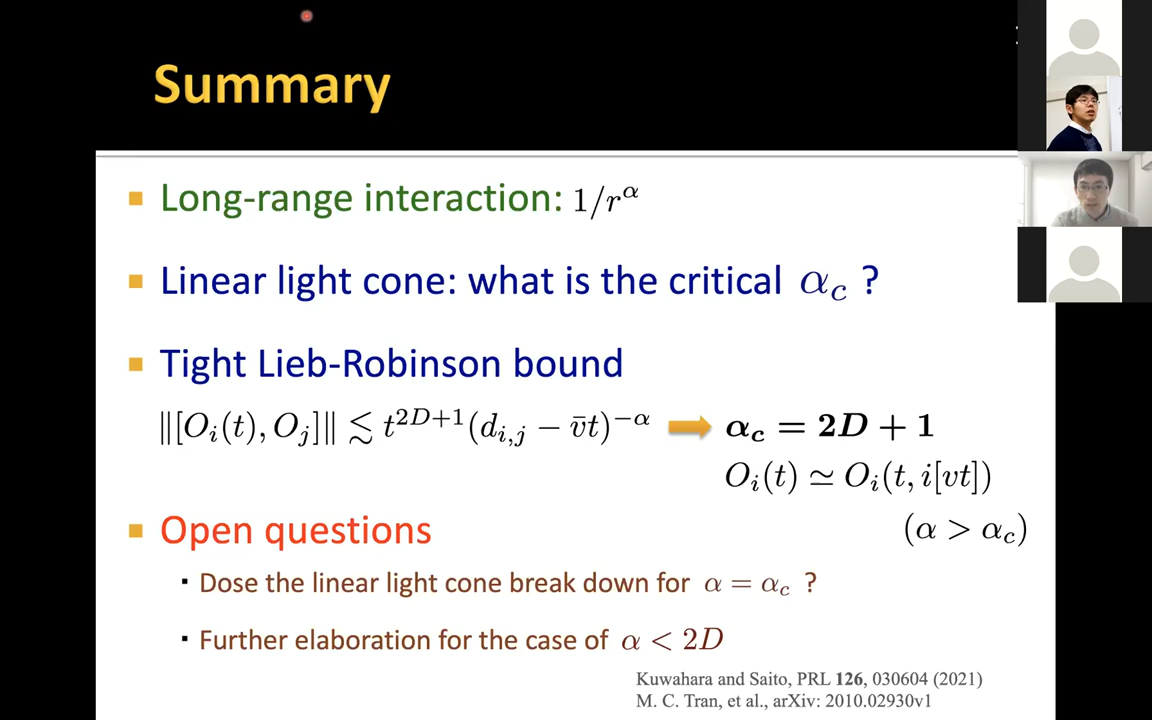 Summary
Long-range interaction: 1/r^α
Linear light cone: what is the critical α_c ?
Tight Lieb-Robinson bound
‖[O_i(t), O_j]‖ ≲ t^{2D+1}(d_{i,j} − v̄t)^{−α} ➡ α_c = 2D + 1
O_i(t) ≃ O_i(t, i[vt])
(α > α_c)
Open questions
Dose the linear light cone break down for α = α_c ?
Further elaboration for the case of α < 2D
Kuwahara and Saito, PRL 126, 030604 (2021)
M. C. Tran, et al., arXiv: 2010.02930v1